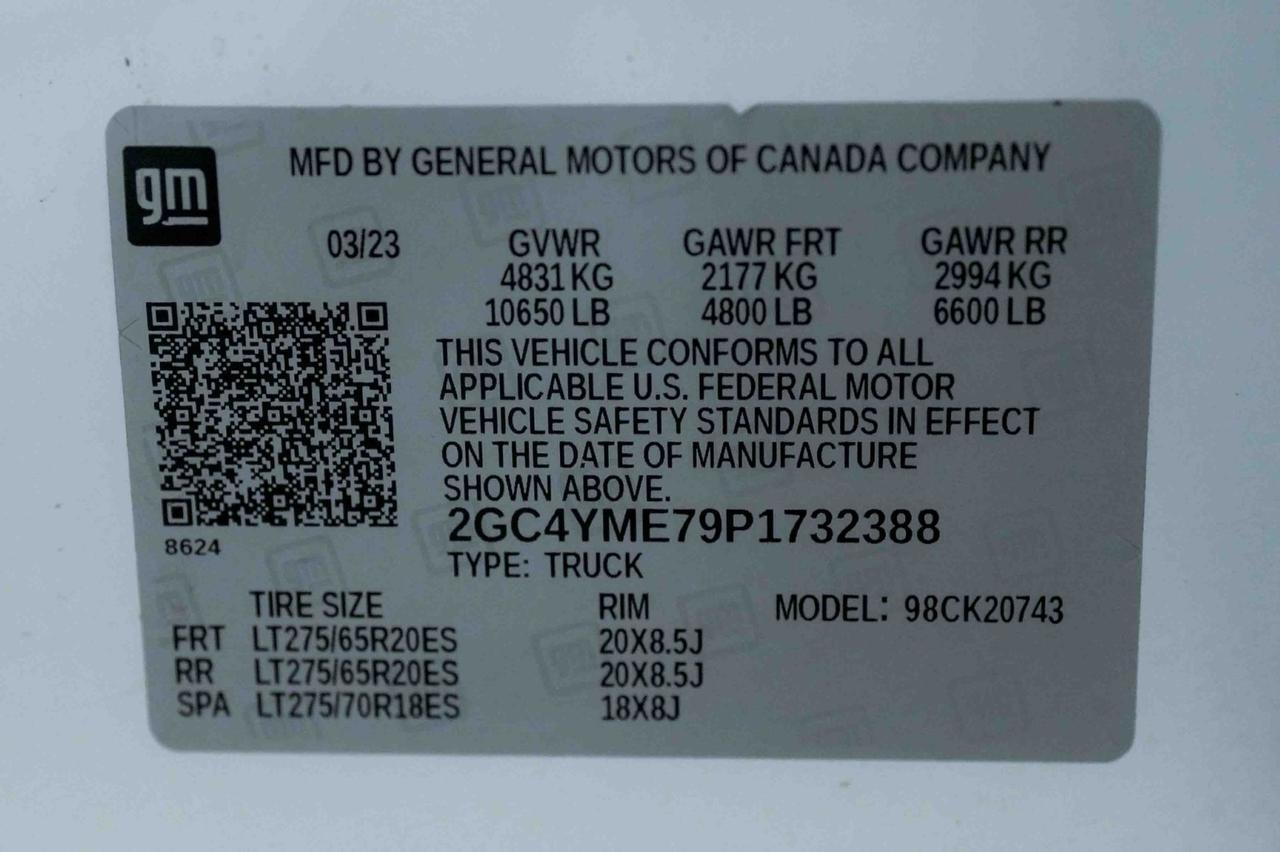 gm
MFD BY GENERAL MOTORS OF CANADA COMPANY
03/23 GVWR GAWR FRT GAWR RR
4831 KG 2177 KG 2994 KG
10650 LB 4800 LB 6600 LB
THIS VEHICLE CONFORMS TO ALL
APPLICABLE U.S. FEDERAL MOTOR
VEHICLE SAFETY STANDARDS IN EFFECT
ON THE DATE OF MANUFACTURE
SHOWN ABOVE.
2GC4YME79P1732388
8624
TYPE: TRUCK
TIRE SIZE RIM MODEL: 98CK20743
FRT LT275/65R20ES 20X8.5J
RR LT275/65R20ES 20X8.5J
SPA LT275/70R18ES 18X8J